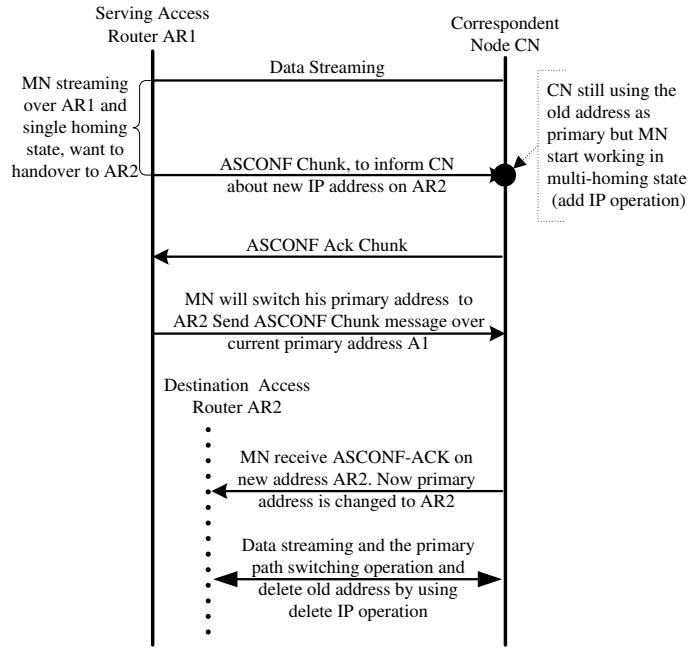 Serving Access
Router AR1
Correspondent
Node CN
Data Streaming
MN streaming
over AR1 and
single homing
state, want to
handover to AR2
CN still using the
old address as
primary but MN
start working in
multi-homing state
(add IP operation)
ASCONF Chunk, to inform CN
about new IP address on AR2
ASCONF Ack Chunk
MN will switch his primary address to
AR2 Send ASCONF Chunk message over
current primary address A1
Destination Access
Router AR2
MN receive ASCONF-ACK on
new address AR2. Now primary
address is changed to AR2
Data streaming and the primary
path switching operation and
delete old address by using
delete IP operation